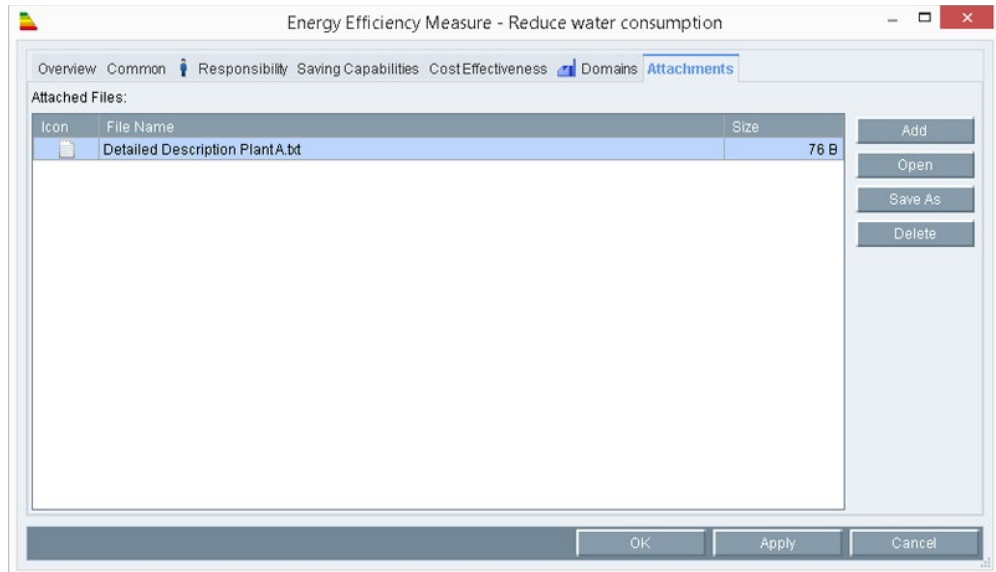 Energy Efficiency Measure - Reduce water consumption
Overview Common Responsibility Saving Capabilities Cost Effectiveness Domains Attachments
Attached Files:
Icon File Name Size
Detailed Description PlantA.txt 76 B
Add
Open
Save As
Delete
OK Apply Cancel